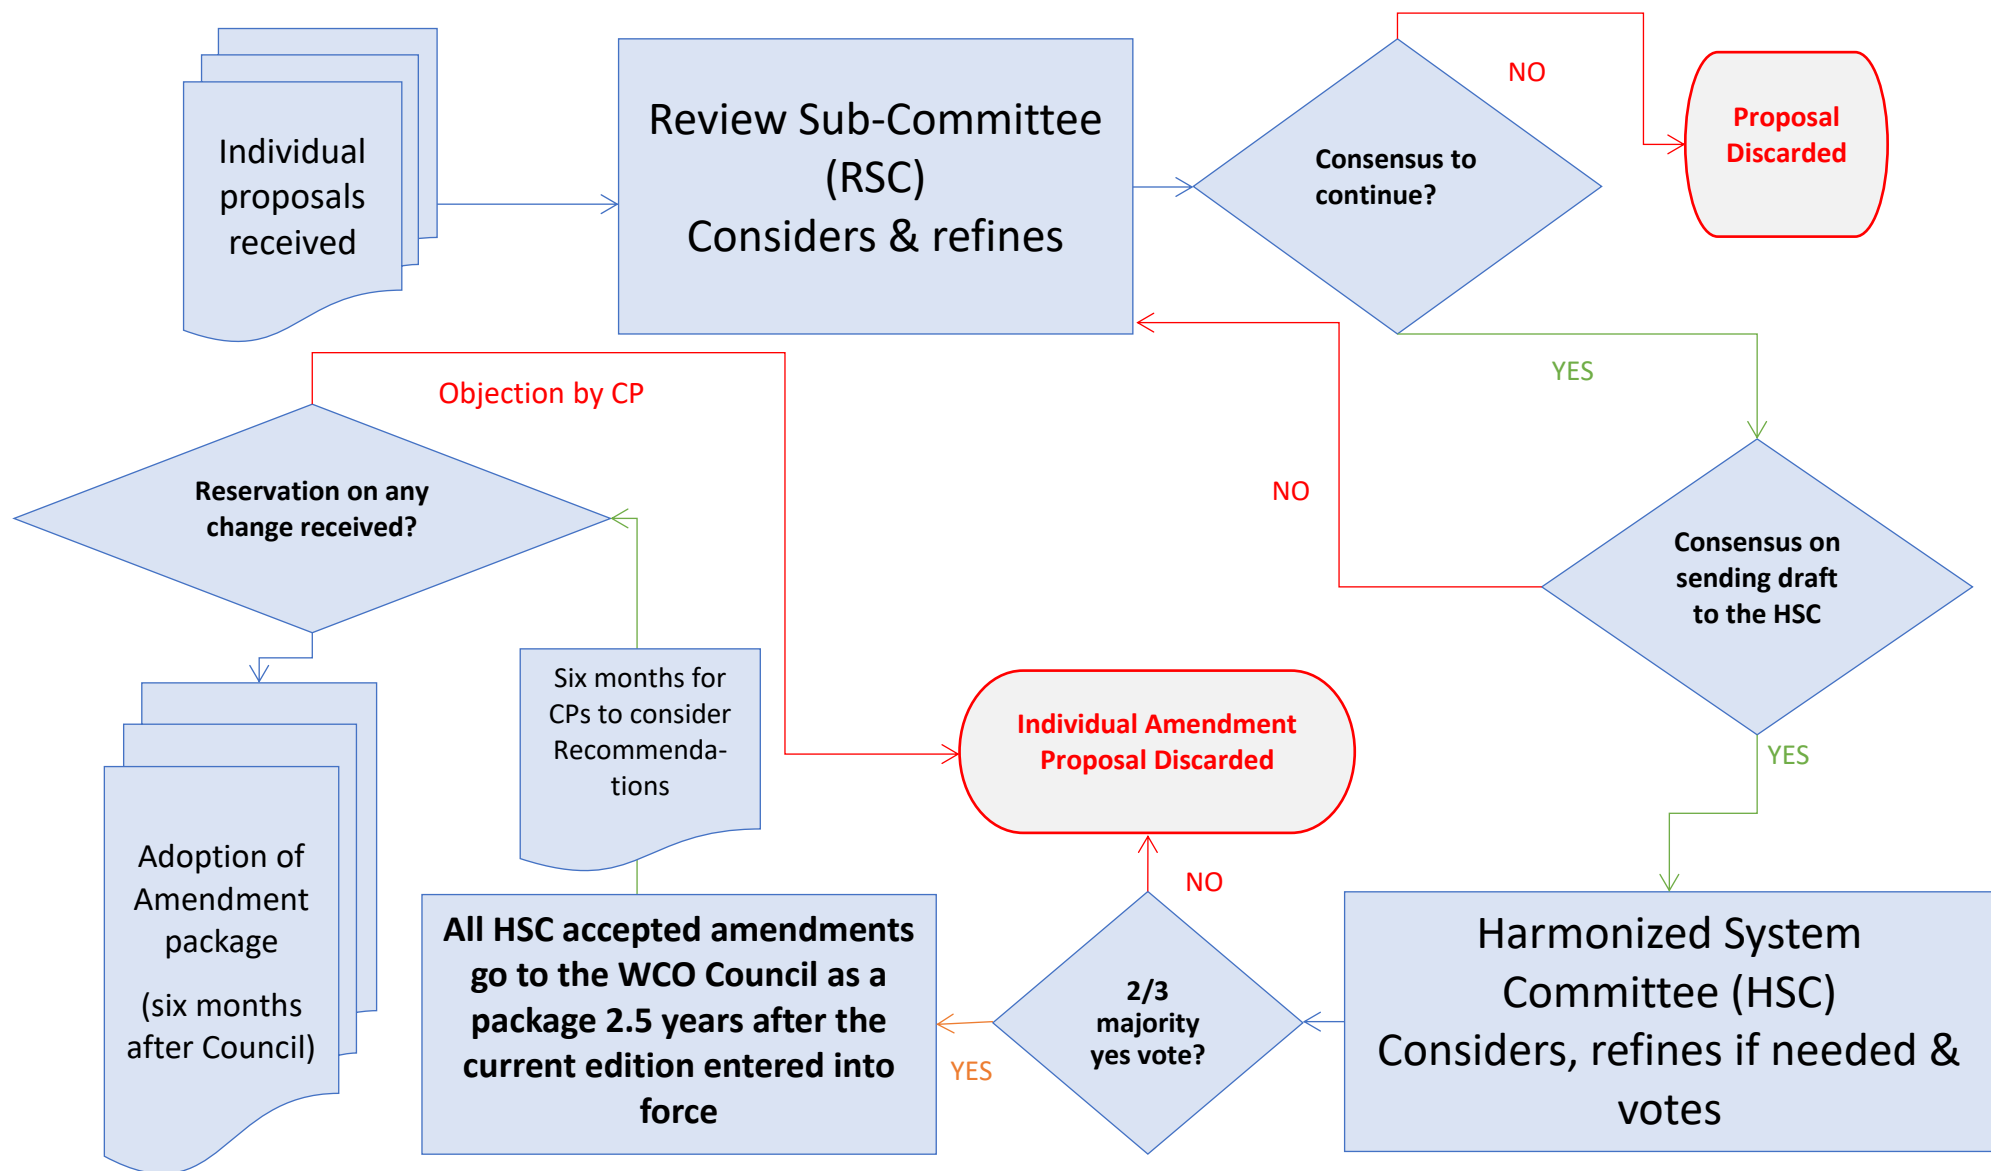 Individual
proposals
received
Review Sub-Committee
(RSC)
Considers & refines
Consensus to
continue?
NO
Proposal
Discarded
YES
Consensus on
sending draft
to the HSC
NO
YES
Harmonized System
Committee (HSC)
Considers, refines if needed &
votes
2/3
majority
yes vote?
NO
Individual Amendment
Proposal Discarded
YES
All HSC accepted amendments
go to the WCO Council as a
package 2.5 years after the
current edition entered into
force
Six months for
CPs to consider
Recommenda-
tions
Reservation on any
change received?
Objection by CP
Adoption of
Amendment
package
(six months
after Council)